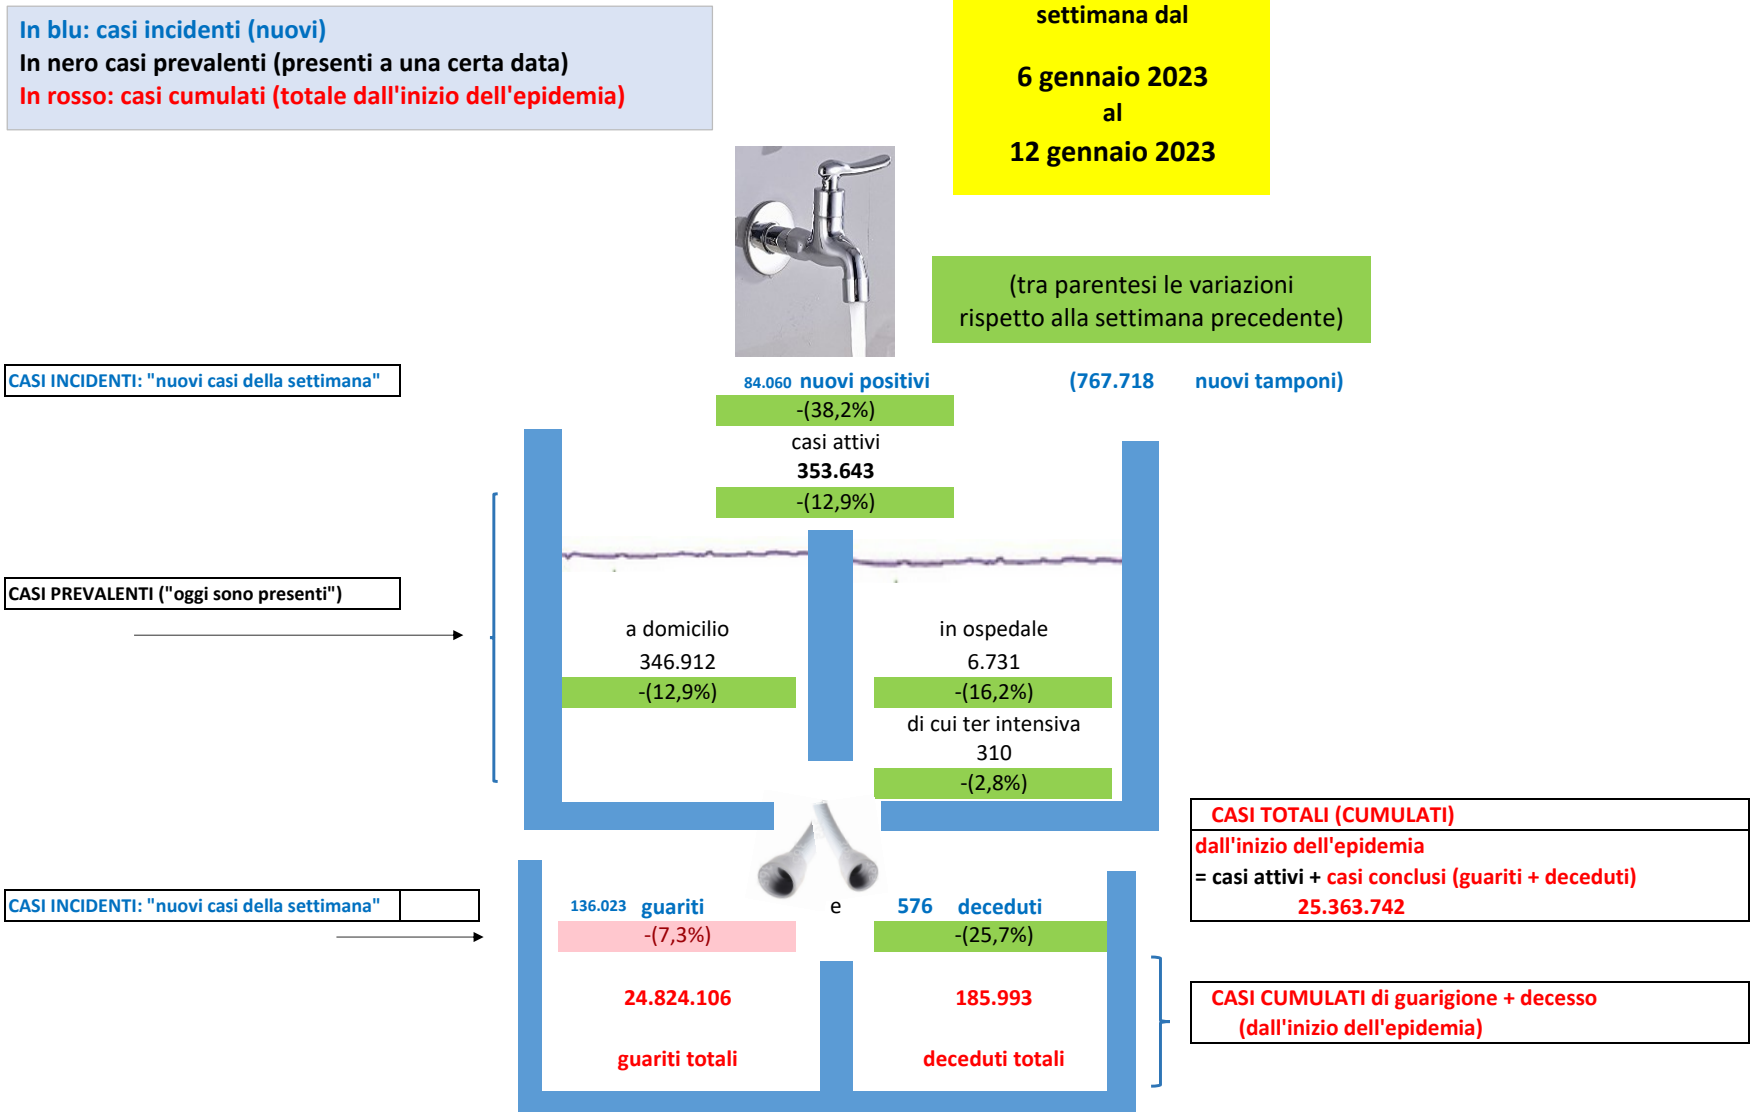 In blu: casi incidenti (nuovi)
In nero casi prevalenti (presenti a una certa data)
In rosso: casi cumulati (totale dall'inizio dell'epidemia)
settimana dal
6 gennaio 2023
al
12 gennaio 2023
(tra parentesi le variazioni
rispetto alla settimana precedente)
CASI INCIDENTI: "nuovi casi della settimana"
84.060 nuovi positivi
(767.718 nuovi tamponi)
-(38,2%)
casi attivi
353.643
-(12,9%)
CASI PREVALENTI ("oggi sono presenti")
a domicilio
346.912
-(12,9%)
in ospedale
6.731
-(16,2%)
di cui ter intensiva
310
-(2,8%)
CASI TOTALI (CUMULATI)
dall'inizio dell'epidemia
= casi attivi + casi conclusi (guariti + deceduti)
25.363.742
CASI INCIDENTI: "nuovi casi della settimana"
136.023 guariti
e
576 deceduti
-(7,3%)
-(25,7%)
24.824.106
185.993
guariti totali
deceduti totali
CASI CUMULATI di guarigione + decesso
(dall'inizio dell'epidemia)